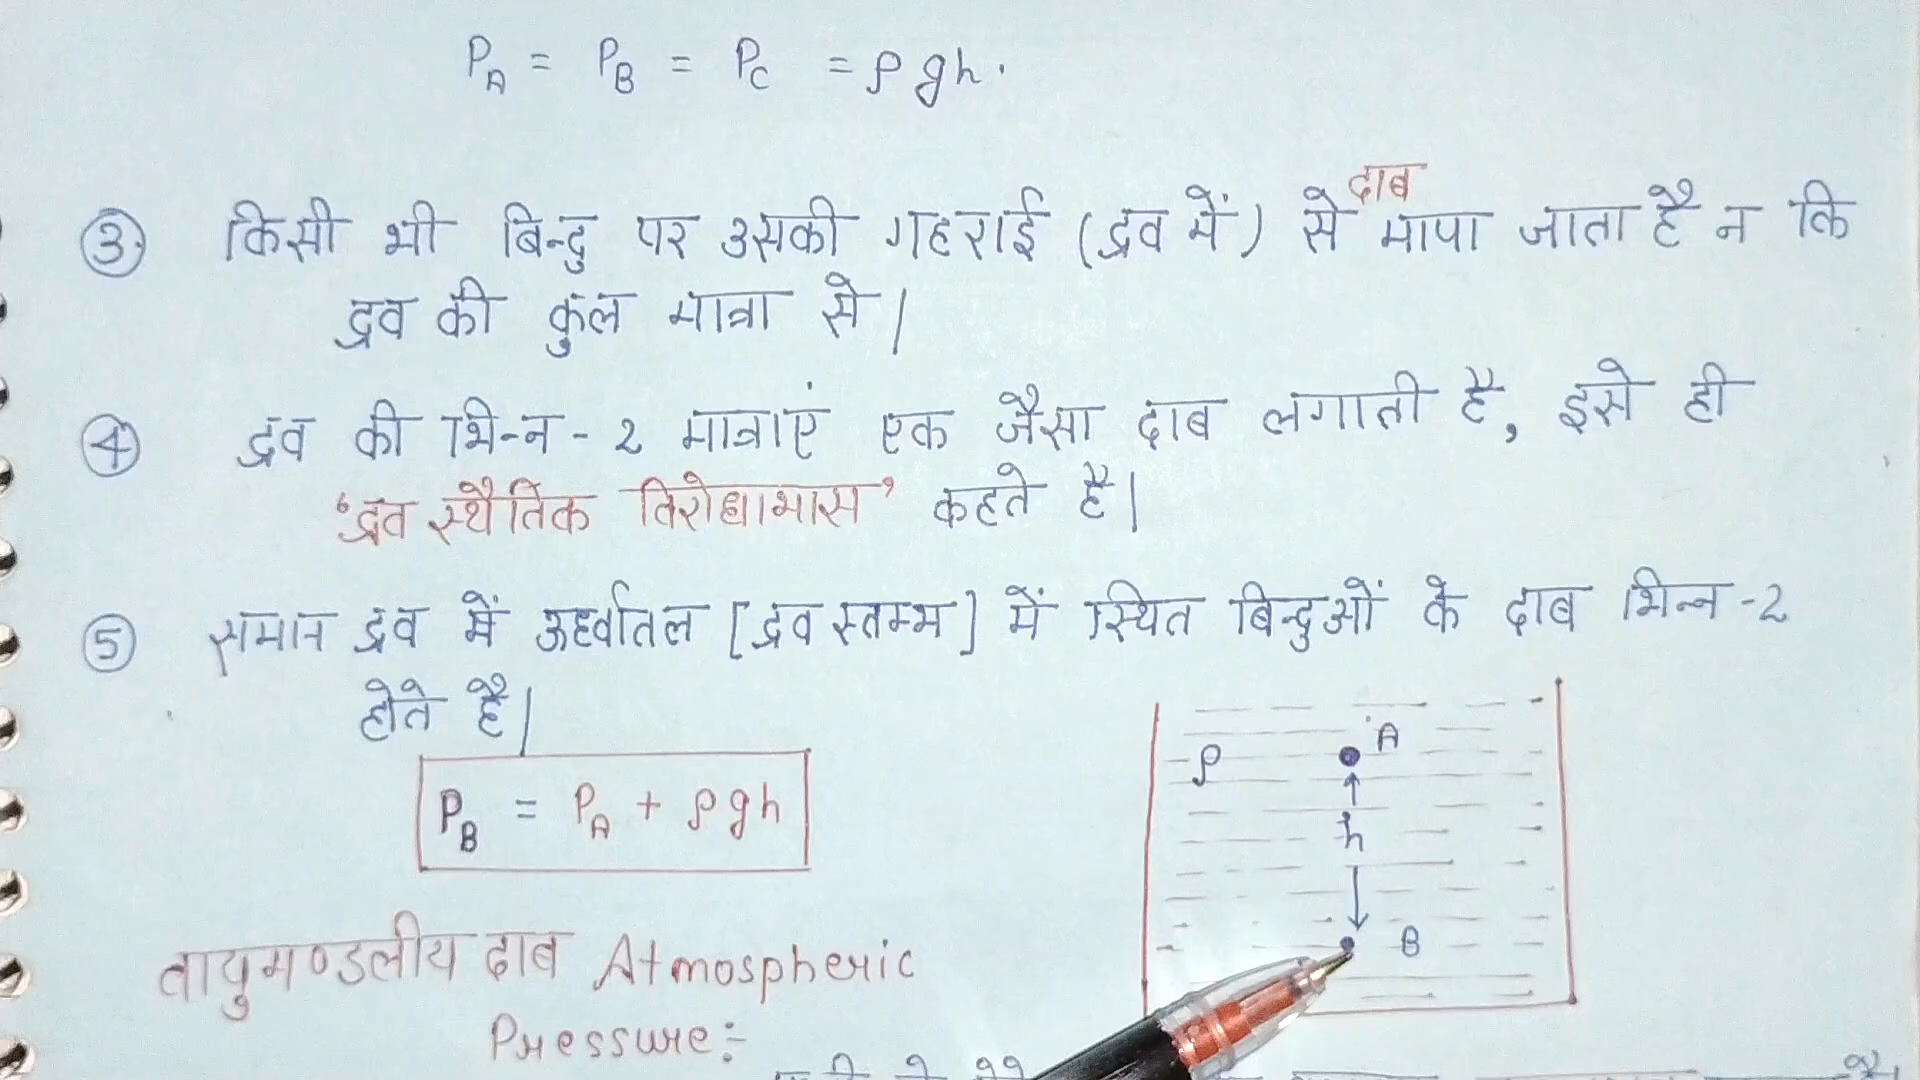 P_A = P_B = P_C = ρgh.
दाब
③ किसी भी बिन्दु पर उसकी गहराई (द्रव में) से मापा जाता है न कि
द्रव की कुल मात्रा से।
④ द्रव की भिन्न-2 मात्राएं एक जैसा दाब लगाती है, इसे ही
'द्रव स्थैतिक विरोधाभास' कहते है।
⑤ समान द्रव में ऊर्ध्वातल [द्रव स्तम्भ] में स्थित बिन्दुओं के दाब भिन्न-2
होते है।
P_B = P_A + ρgh
A
ρ
h
B
वायुमण्डलीय दाब Atmospheric
Pressure:-